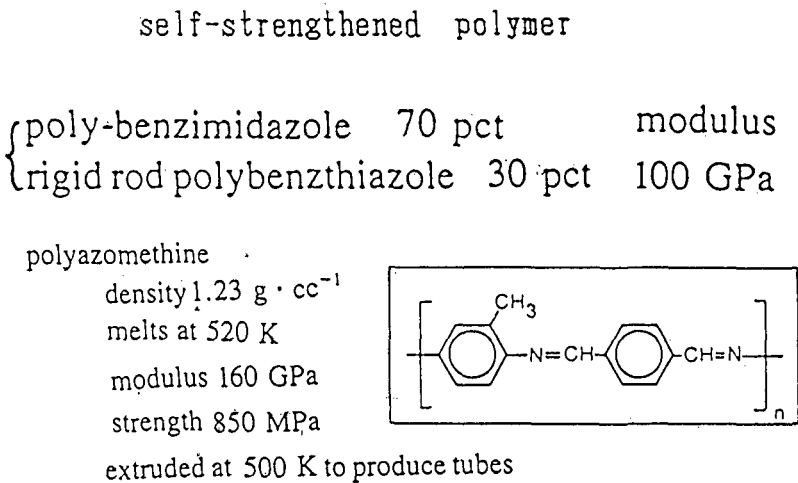 self-strengthened polymer
poly-benzimidazole 70 pct modulus
rigid rod polybenzthiazole 30 pct 100 GPa
polyazomethine
density 1.23 g · cc⁻¹
melts at 520 K
modulus 160 GPa
strength 850 MPa
extruded at 500 K to produce tubes
CH₃
N=CH CH=N
n